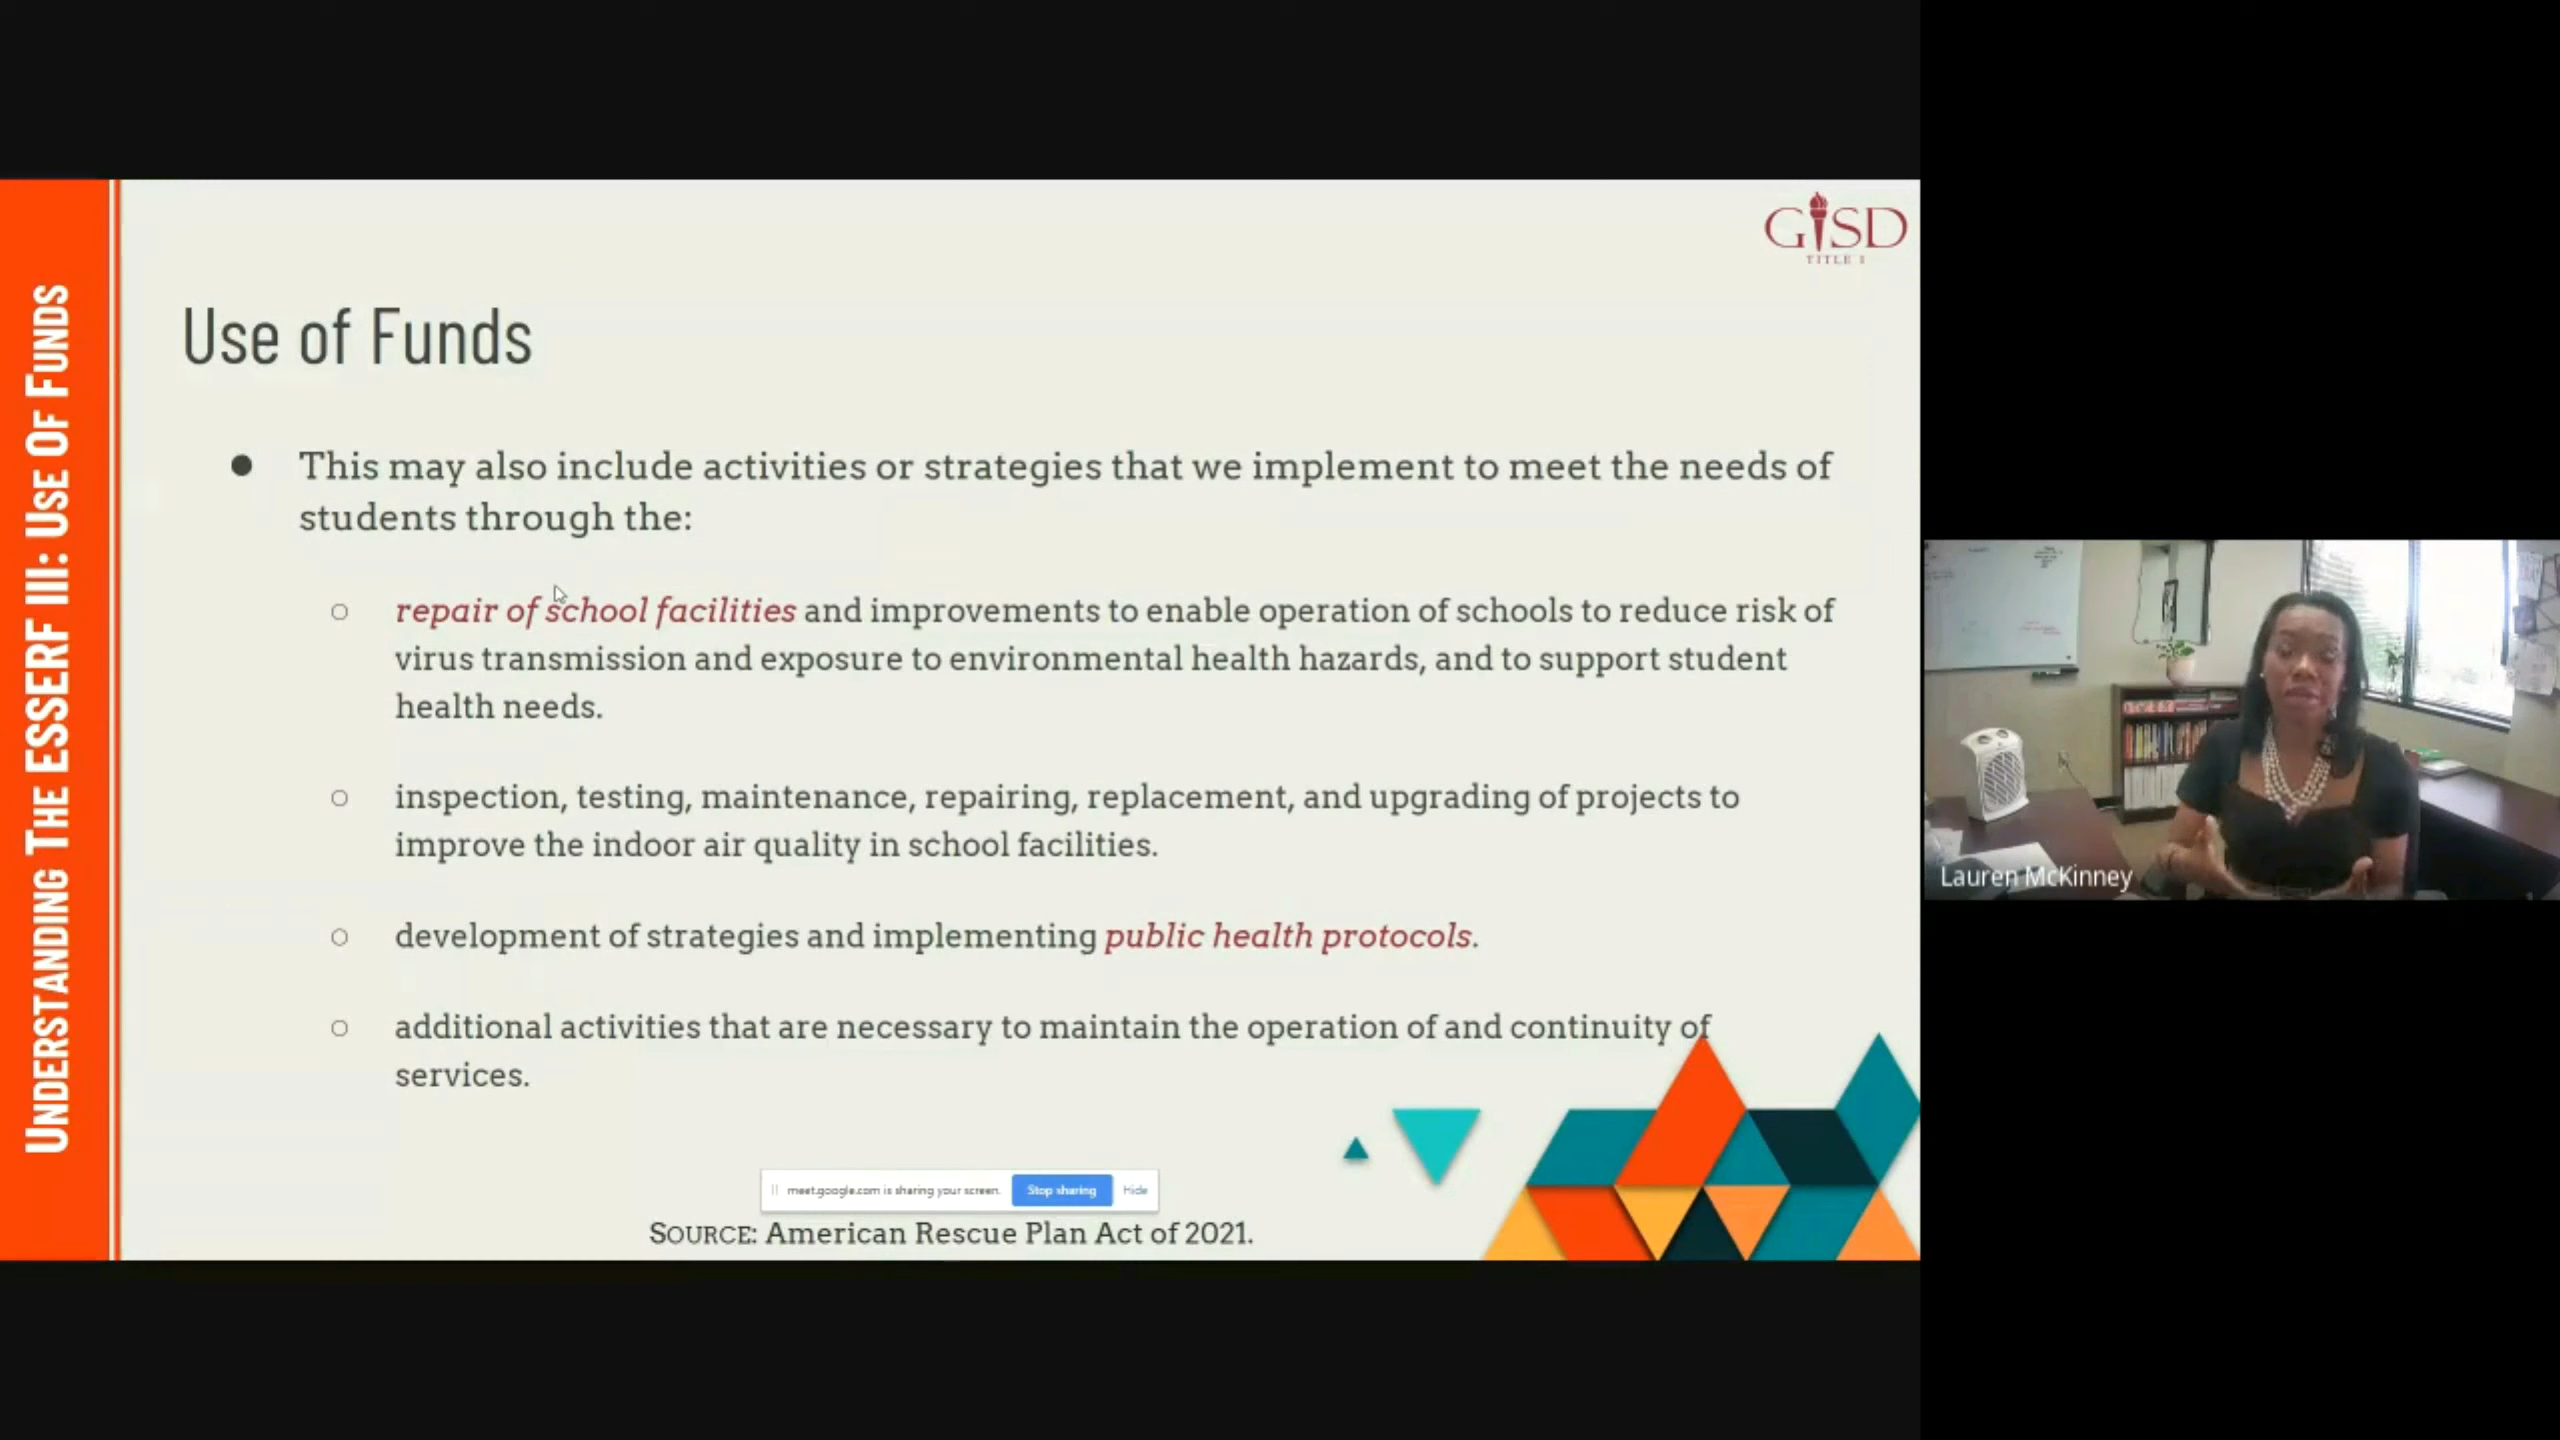 UNDERSTANDING THE ESSERF III: USE OF FUNDS
GISD
TITLE I
Use of Funds
● This may also include activities or strategies that we implement to meet the needs of
students through the:
○ repair of school facilities and improvements to enable operation of schools to reduce risk of
virus transmission and exposure to environmental health hazards, and to support student
health needs.
○ inspection, testing, maintenance, repairing, replacement, and upgrading of projects to
improve the indoor air quality in school facilities.
○ development of strategies and implementing public health protocols.
○ additional activities that are necessary to maintain the operation of and continuity of
services.
meet.google.com is sharing your screen. Stop sharing Hide
SOURCE: American Rescue Plan Act of 2021.
Lauren McKinney